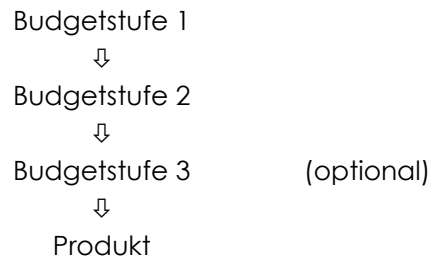 Budgetstufe 1
⇩
Budgetstufe 2
⇩
Budgetstufe 3 (optional)
⇩
Produkt